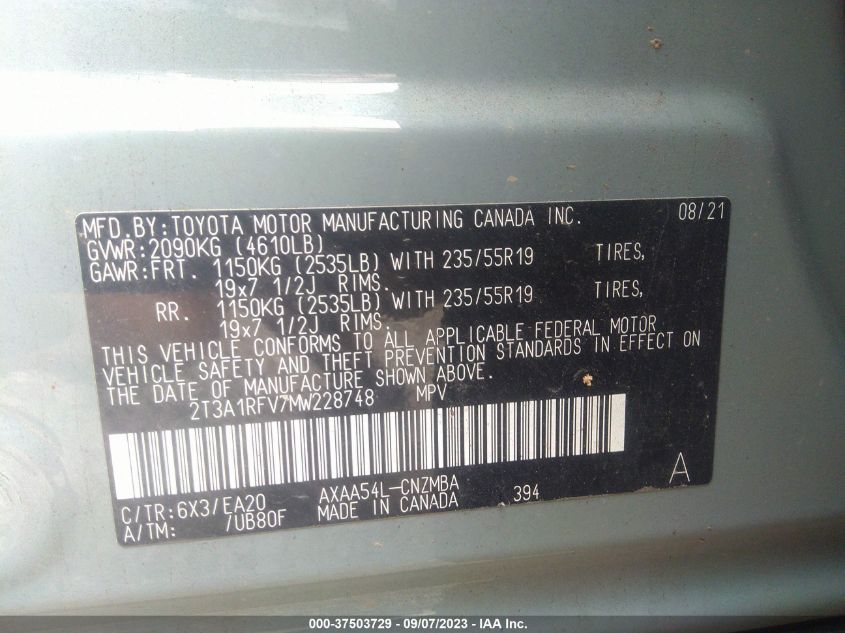 MFD.BY:TOYOTA MOTOR MANUFACTURING CANADA INC. 08/21
GVWR:2090KG (4610LB)
GAWR:FRT. 1150KG (2535LB) WITH 235/55R19 TIRES,
19x7 1/2J RIMS.
RR. 1150KG (2535LB) WITH 235/55R19 TIRES,
19x7 1/2J RIMS.
THIS VEHICLE CONFORMS TO ALL APPLICABLE FEDERAL MOTOR
VEHICLE SAFETY AND THEFT PREVENTION STANDARDS IN EFFECT ON
THE DATE OF MANUFACTURE SHOWN ABOVE.
2T3A1RFV7MW228748 MPV
A
C/TR:6X3/EA20 AXAA54L-CNZMBA 394
A/TM: /UB80F MADE IN CANADA
000-37503729 - 09/07/2023 - IAA Inc.